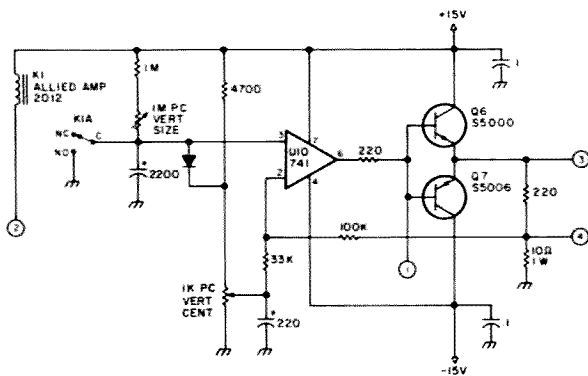 +15V
1M
K1
ALLIED AMP
2012
4700
1
K1A
NC
C
NO
1M PC
VERT
SIZE
Q6
S5000
3
7
U10
741
6
220
3
+
2200
2
4
Q7
S5006
220
2
100K
4
33K
1
10Ω
1W
1K PC
VERT
CENT
+
220
1
-15V